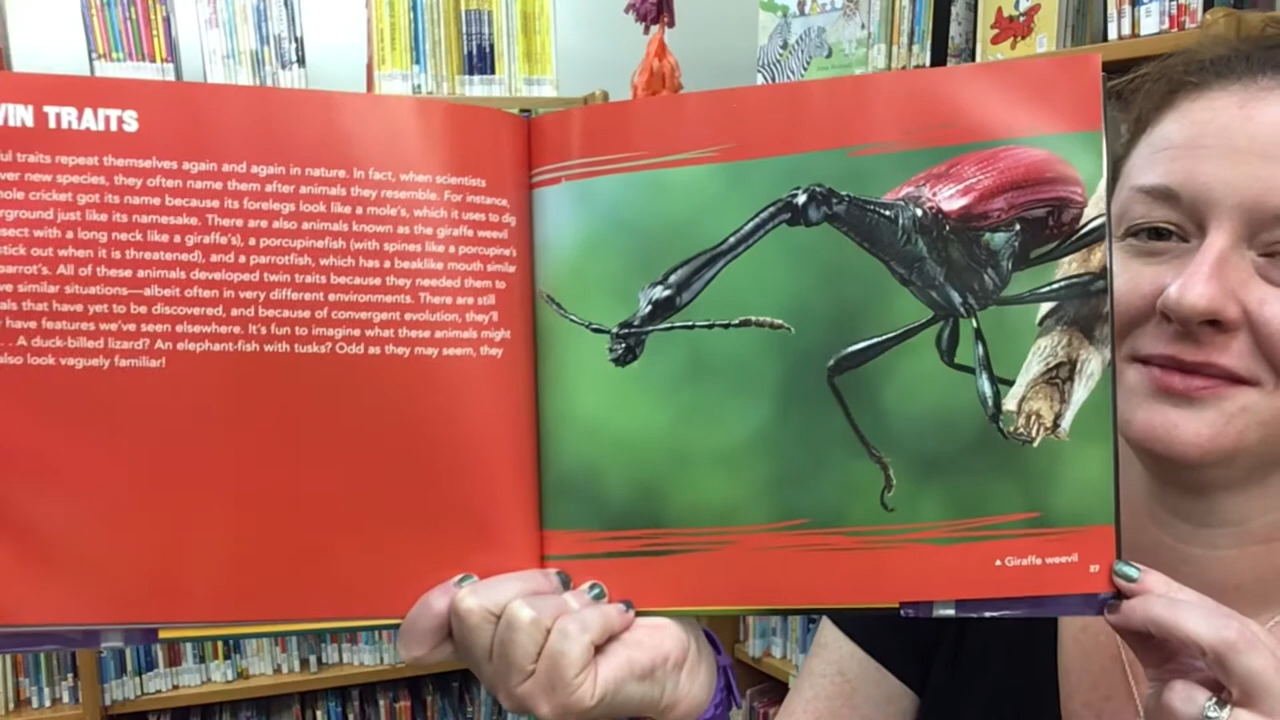 VIN TRAITS
ul traits repeat themselves again and again in nature. In fact, when scientists
ver new species, they often name them after animals they resemble. For instance,
nole cricket got its name because its forelegs look like a mole's, which it uses to dig
rground just like its namesake. There are also animals known as the giraffe weevil
sect with a long neck like a giraffe's), a porcupinefish (with spines like a porcupine's
stick out when it is threatened), and a parrotfish, which has a beaklike mouth similar
parrot's. All of these animals developed twin traits because they needed them to
ve similar situations—albeit often in very different environments. There are still
als that have yet to be discovered, and because of convergent evolution, they'll
have features we've seen elsewhere. It's fun to imagine what these animals might
. . A duck-billed lizard? An elephant-fish with tusks? Odd as they may seem, they
also look vaguely familiar!
▲ Giraffe weevil
27